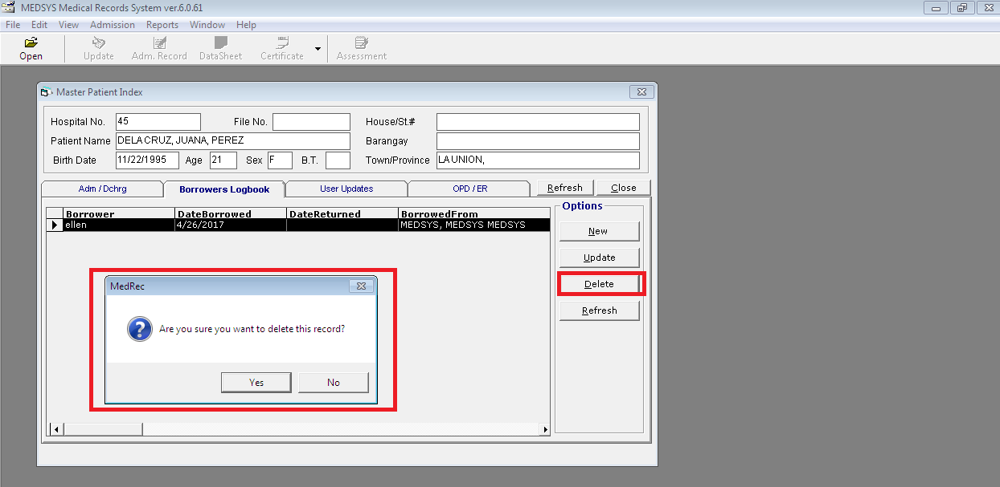 MEDSYS Medical Records System ver.6.0.61
File Edit View Admission Reports Window Help
Open Update Adm. Record DataSheet Certificate Assessment
Master Patient Index
Hospital No. 45 File No. House/St.#
Patient Name DELA CRUZ, JUANA, PEREZ Barangay
Birth Date 11/22/1995 Age 21 Sex F B.T. Town/Province LA UNION,
Adm / Dchrg Borrowers Logbook User Updates OPD / ER Refresh Close
Borrower DateBorrowed DateReturned BorrowedFrom
ellen 4/26/2017 MEDSYS, MEDSYS MEDSYS
Options
New
Update
Delete
Refresh
MedRec
Are you sure you want to delete this record?
Yes No